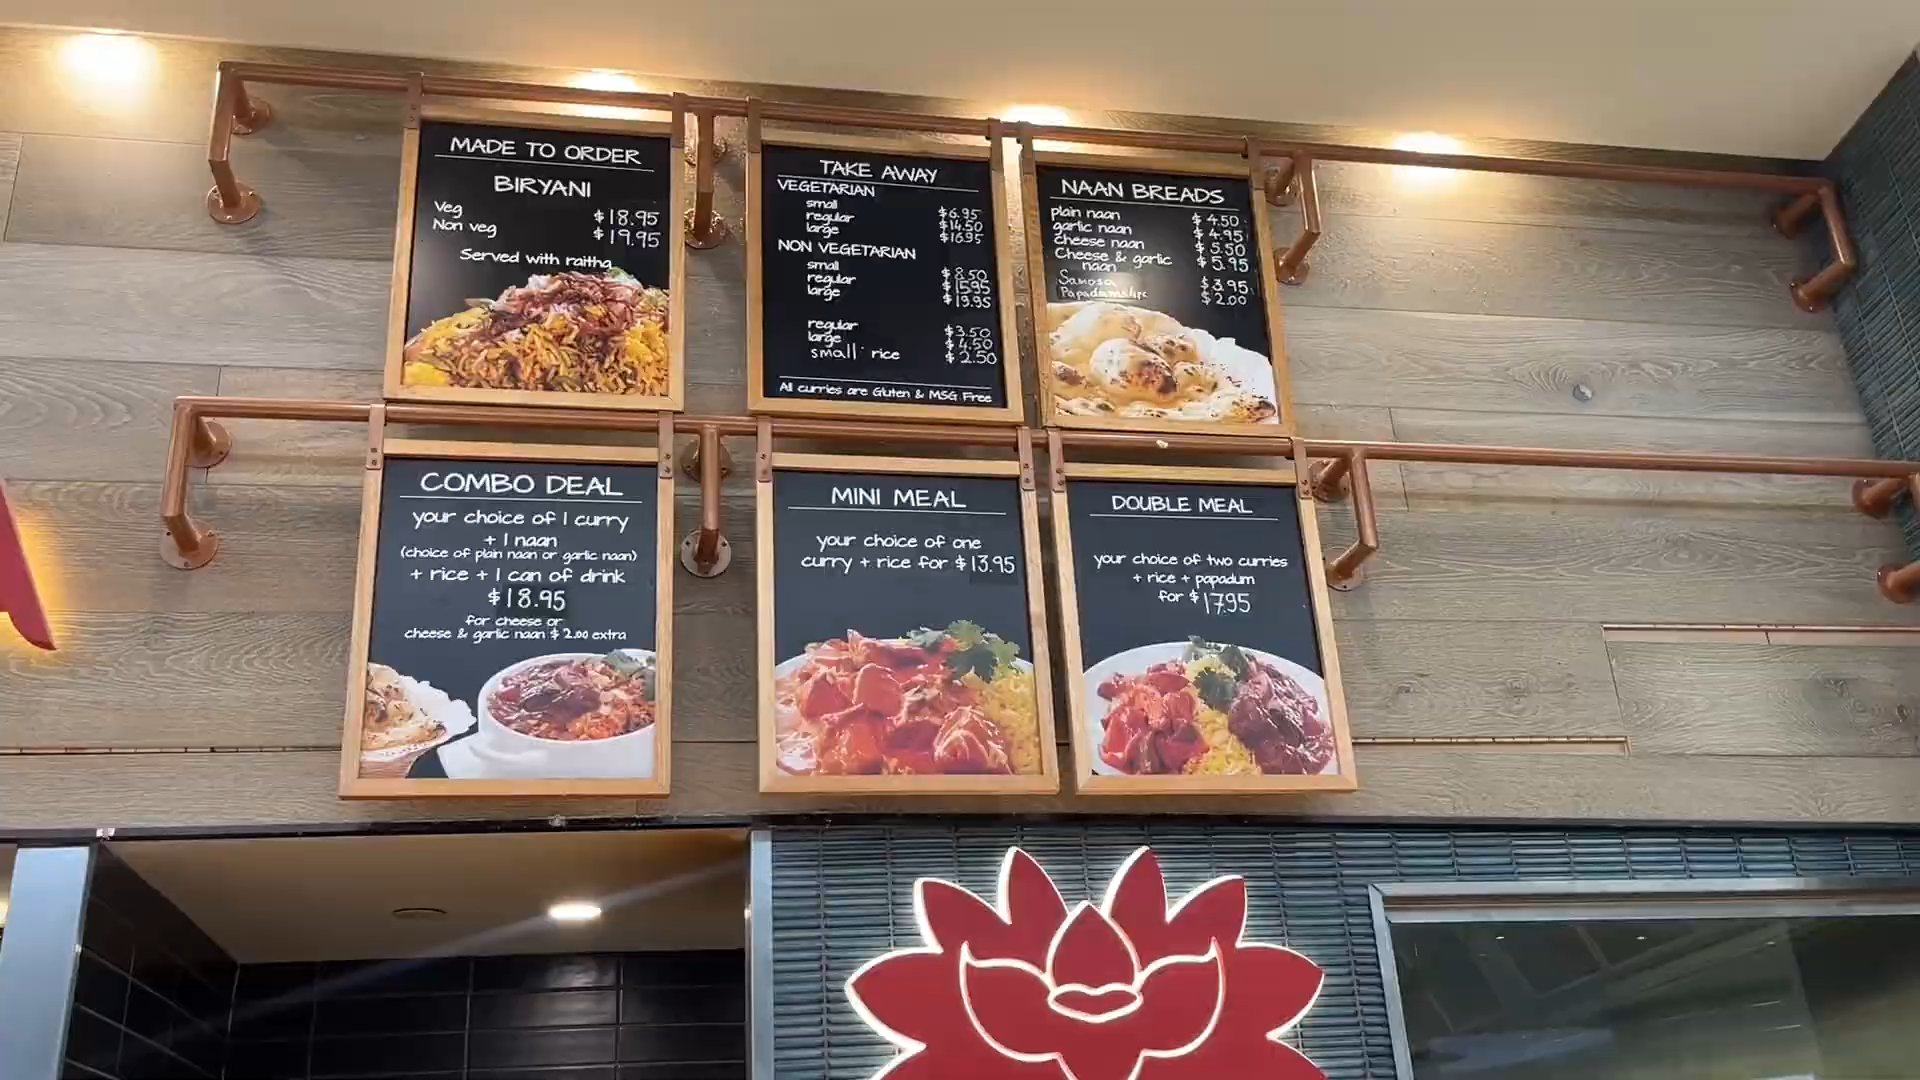 MADE TO ORDER
BIRYANI
Veg $18.95
Non veg $19.95
Served with raitha
TAKE AWAY
VEGETARIAN
small $6.95
regular $14.50
large $16.95
NON VEGETARIAN
small $8.50
regular $15.95
large $19.95
regular $3.50
large $4.50
small rice $2.50
All curries are Gluten & MSG Free
NAAN BREADS
plain naan $4.50
garlic naan $4.95
cheese naan $5.50
Cheese & garlic $5.95
naan
Samosa $3.95
$2.00
COMBO DEAL
your choice of 1 curry
+ 1 naan
(choice of plain naan or garlic naan)
+ rice + 1 can of drink
$18.95
for cheese or
cheese & garlic naan $2.00 extra
MINI MEAL
your choice of one
curry + rice for $13.95
DOUBLE MEAL
your choice of two curries
+ rice + papadum
for $17.95